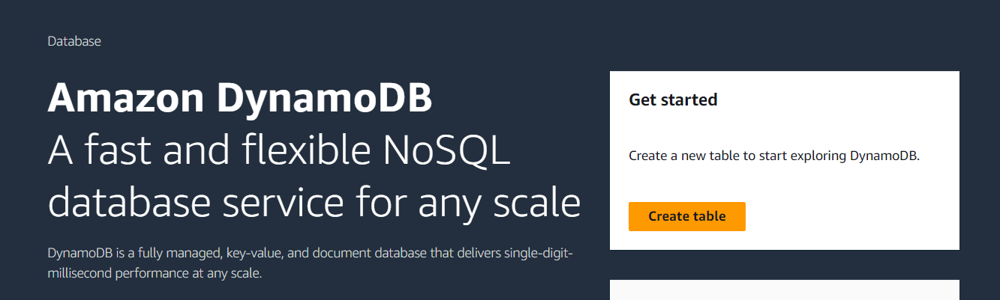 Database
Amazon DynamoDB
A fast and flexible NoSQL
database service for any scale
DynamoDB is a fully managed, key-value, and document database that delivers single-digit-
millisecond performance at any scale.
Get started
Create a new table to start exploring DynamoDB.
Create table